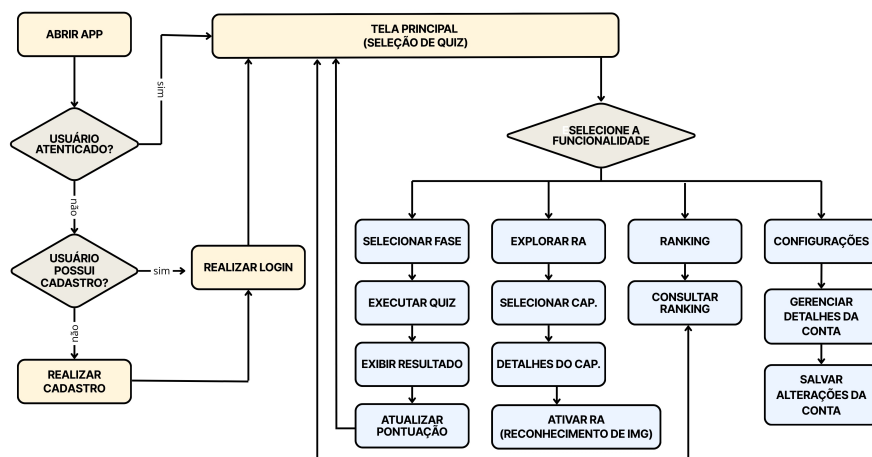 ABRIR APP
TELA PRINCIPAL
(SELEÇÃO DE QUIZ)
sim
USUÁRIO
ATENTICADO?
SELECIONE A
FUNCIONALIDADE
não
USUÁRIO
POSSUI
CADASTRO?
sim
REALIZAR LOGIN
não
REALIZAR
CADASTRO
SELECIONAR FASE
EXECUTAR QUIZ
EXIBIR RESULTADO
ATUALIZAR
PONTUAÇÃO
EXPLORAR RA
SELECIONAR CAP.
DETALHES DO CAP.
ATIVAR RA
(RECONHECIMENTO DE IMG)
RANKING
CONSULTAR
RANKING
CONFIGURAÇÕES
GERENCIAR
DETALHES DA
CONTA
SALVAR
ALTERAÇÕES DA
CONTA